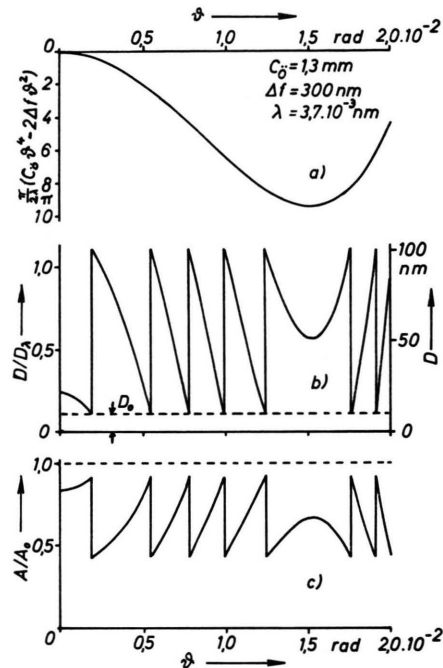 ϑ →
0 0,5 1,0 1,5 rad 2,0.10⁻²
0
2
4
6
8
10
π/2λ (C_ö ϑ⁴ - 2Δf ϑ²)
π
C_ö = 1,3 mm
Δf = 300 nm
λ = 3,7.10⁻³ nm
a)
1,0
0,5
0
D/D_λ →
D₀
b)
100
nm
50
0
D →
1,0
0,5
0
A/A₀ →
c)
0 0,5 1,0 1,5 rad 2,0.10⁻²
ϑ →